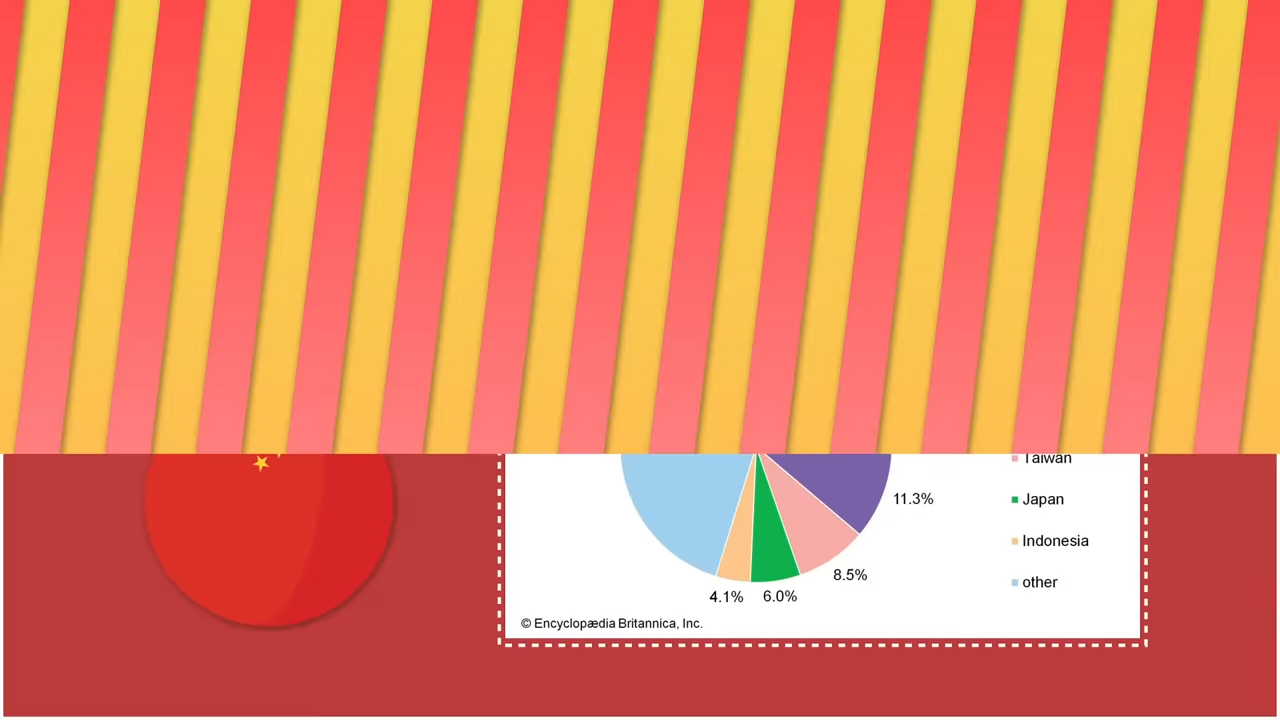 Taiwan
11.3%
Japan
Indonesia
8.5%
other
4.1%
6.0%
© Encyclopædia Britannica, Inc.